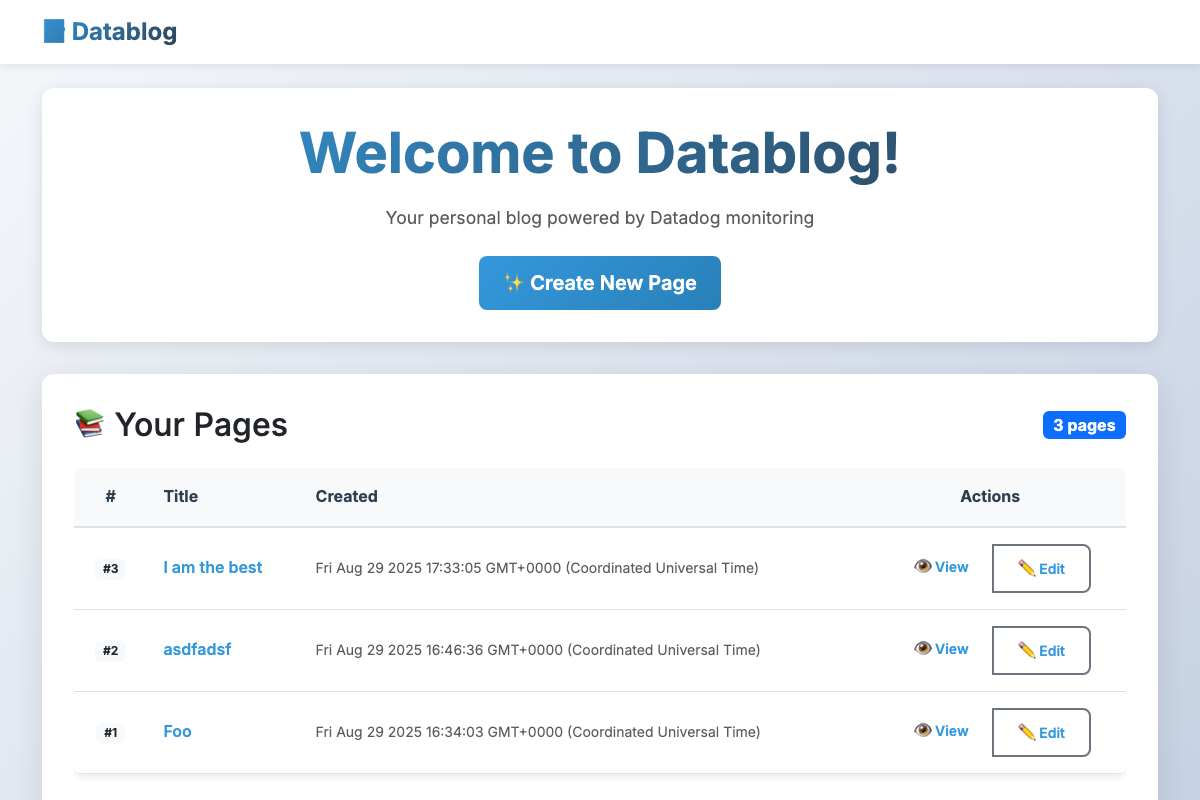 Datablog
Welcome to Datablog!
Your personal blog powered by Datadog monitoring
✨ Create New Page
📚 Your Pages
3 pages
# Title Created Actions
#3 I am the best Fri Aug 29 2025 17:33:05 GMT+0000 (Coordinated Universal Time) 👁️ View ✏️ Edit
#2 asdfadsf Fri Aug 29 2025 16:46:36 GMT+0000 (Coordinated Universal Time) 👁️ View ✏️ Edit
#1 Foo Fri Aug 29 2025 16:34:03 GMT+0000 (Coordinated Universal Time) 👁️ View ✏️ Edit